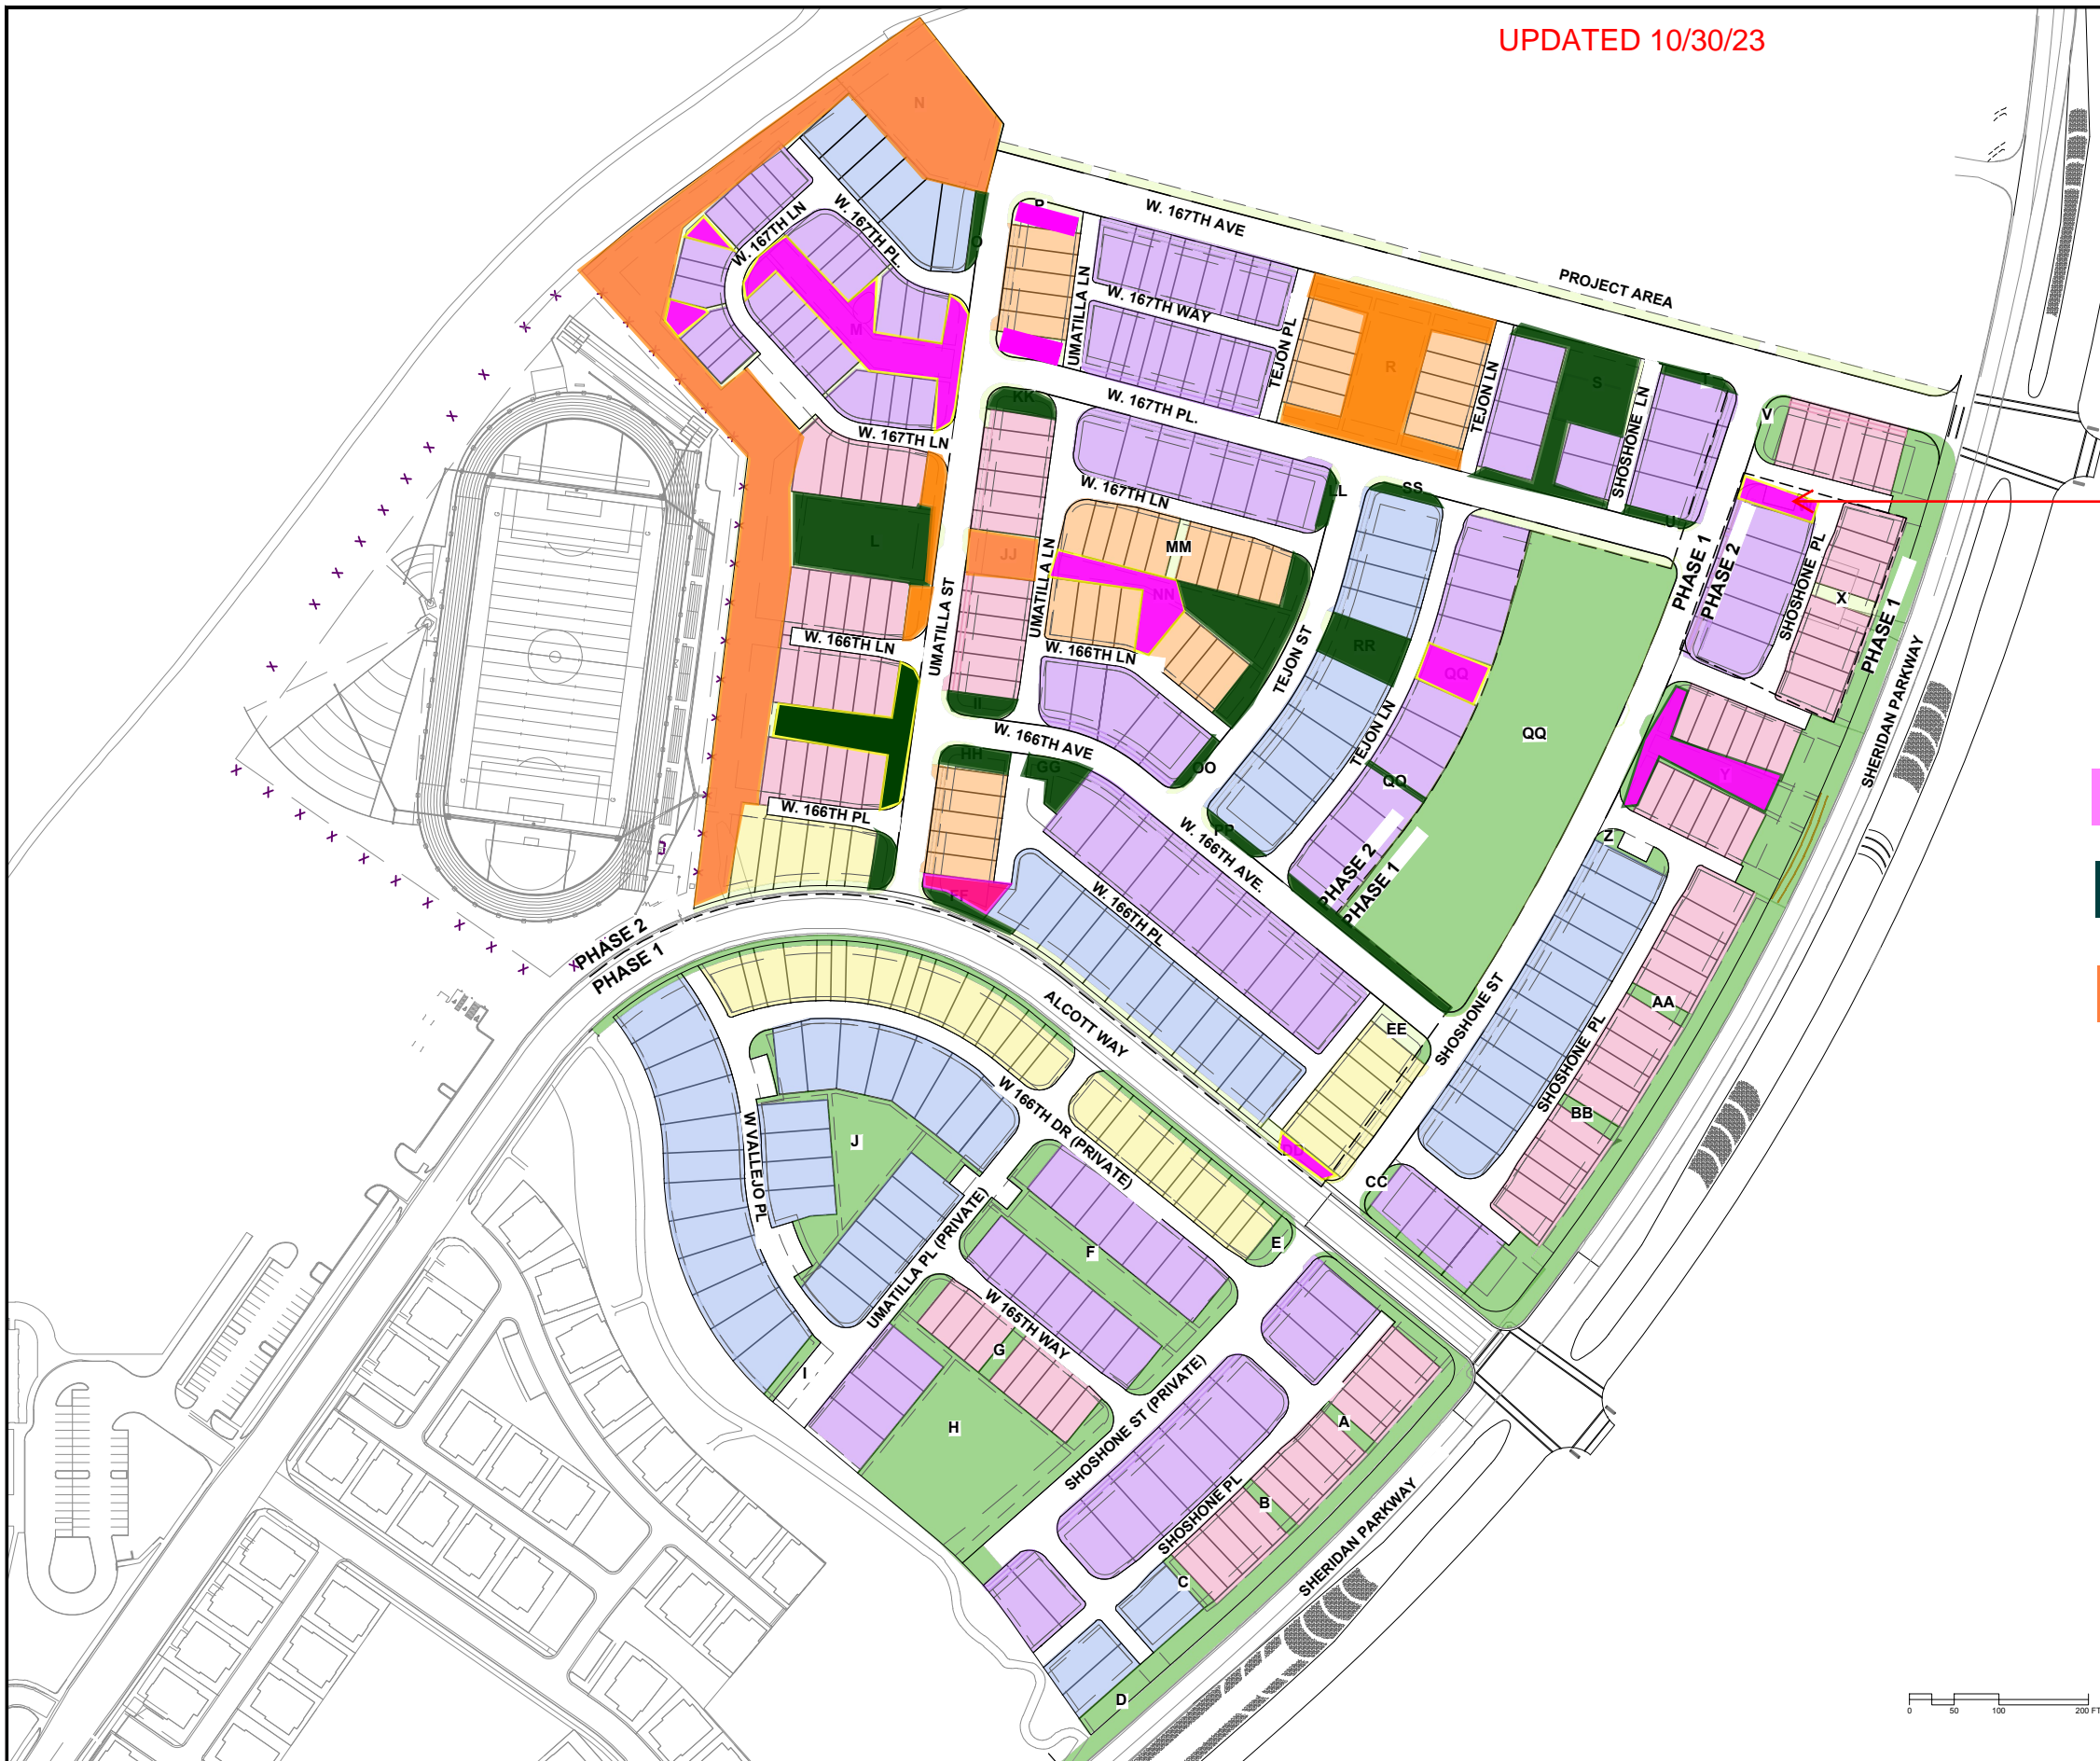 UPDATED 10/30/23
N
W. 167TH AVE
PROJECT AREA
P
O
W. 167TH LN
W. 167TH PL.
UMATILLA LN
W. 167TH WAY
TEJON PL
M
R
S
T
TEJON LN
SHOSHONE LN
V
KK
W. 167TH PL.
W. 167TH LN
LL
SS
UU
W. 167TH LN
MM
L
JJ
NN
UMATILLA ST
UMATILLA LN
W. 166TH LN
W. 166TH LN
RR
QQ
TEJON ST
TEJON LN
PHASE 1
PHASE 2
SHOSHONE PL
X
PHASE 1
SHERIDAN PARKWAY
II
W. 166TH AVE
HH
GG
OO
QQ
QQ
Y
W. 166TH PL
PP
W. 166TH AVE.
PHASE 2
PHASE 1
Z
FF
W. 166TH PL
PHASE 2
PHASE 1
ALCOTT WAY
EE
SHOSHONE ST
AA
SHOSHONE PL
BB
DD
CC
J
W VALLEJO PL
W 166TH DR (PRIVATE)
UMATILLA PL (PRIVATE)
F
E
W 165TH WAY
G
I
H
SHOSHONE ST (PRIVATE)
A
B
SHOSHONE PL
C
D
SHERIDAN PARKWAY
0 50 100 200 FT